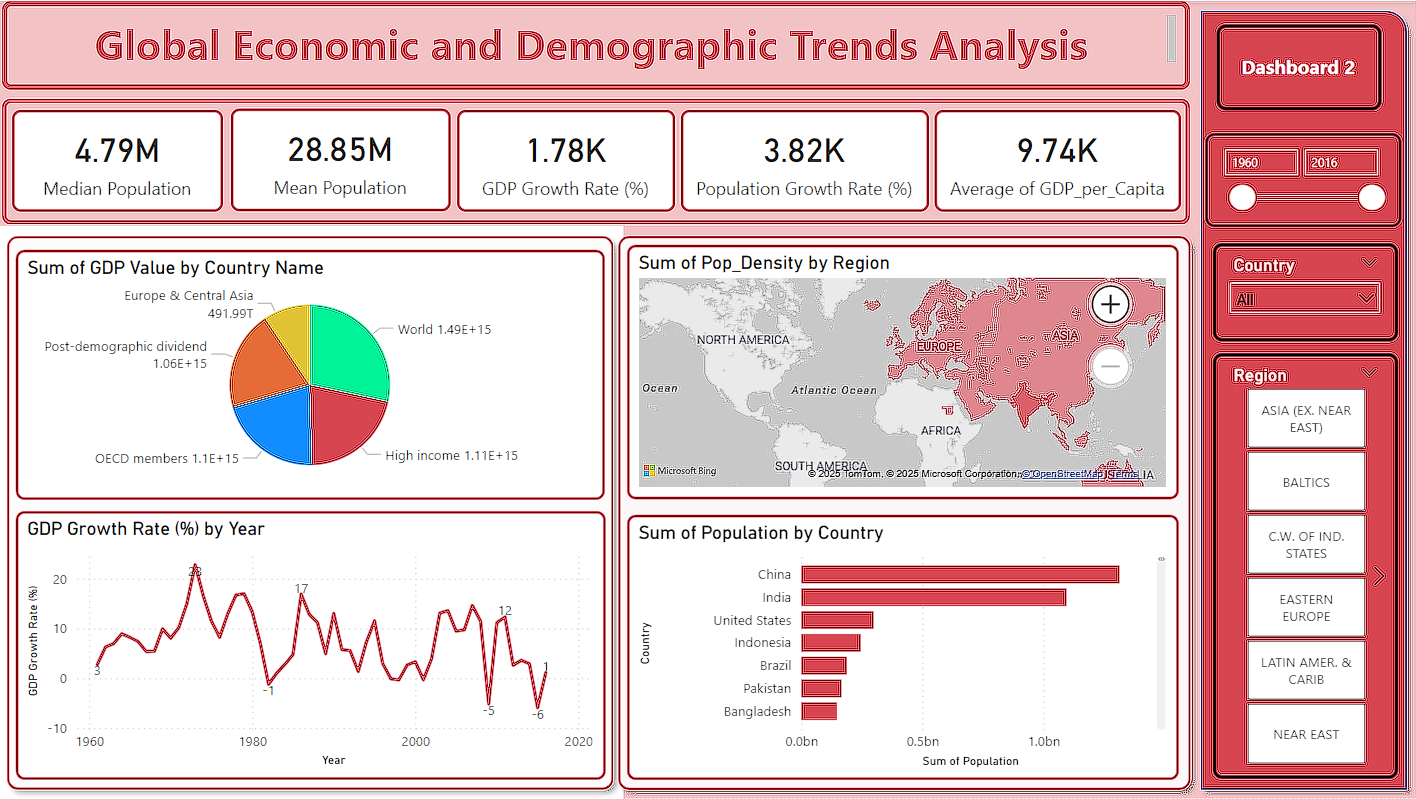 Global Economic and Demographic Trends Analysis
Dashboard 2
4.79M
Median Population
28.85M
Mean Population
1.78K
GDP Growth Rate (%)
3.82K
Population Growth Rate (%)
9.74K
Average of GDP_per_Capita
1960
2016
Country
All
Region
ASIA (EX. NEAR
EAST)
BALTICS
C.W. OF IND.
STATES
EASTERN
EUROPE
LATIN AMER. &
CARIB
NEAR EAST
Sum of GDP Value by Country Name
Europe & Central Asia
491.99T
World 1.49E+15
Post-demographic dividend
1.06E+15
OECD members 1.1E+15
High income 1.11E+15
Sum of Pop_Density by Region
NORTH AMERICA
EUROPE
ASIA
Ocean
Atlantic Ocean
AFRICA
SOUTH AMERICA
Microsoft Bing
© 2025 TomTom, © 2025 Microsoft Corporation, © OpenStreetMap Terms
IA
GDP Growth Rate (%) by Year
GDP Growth Rate (%)
20
10
0
-10
3
23
-1
17
-5
12
-6
1
1960
1980
2000
2020
Year
Sum of Population by Country
Country
China
India
United States
Indonesia
Brazil
Pakistan
Bangladesh
0.0bn
0.5bn
1.0bn
Sum of Population